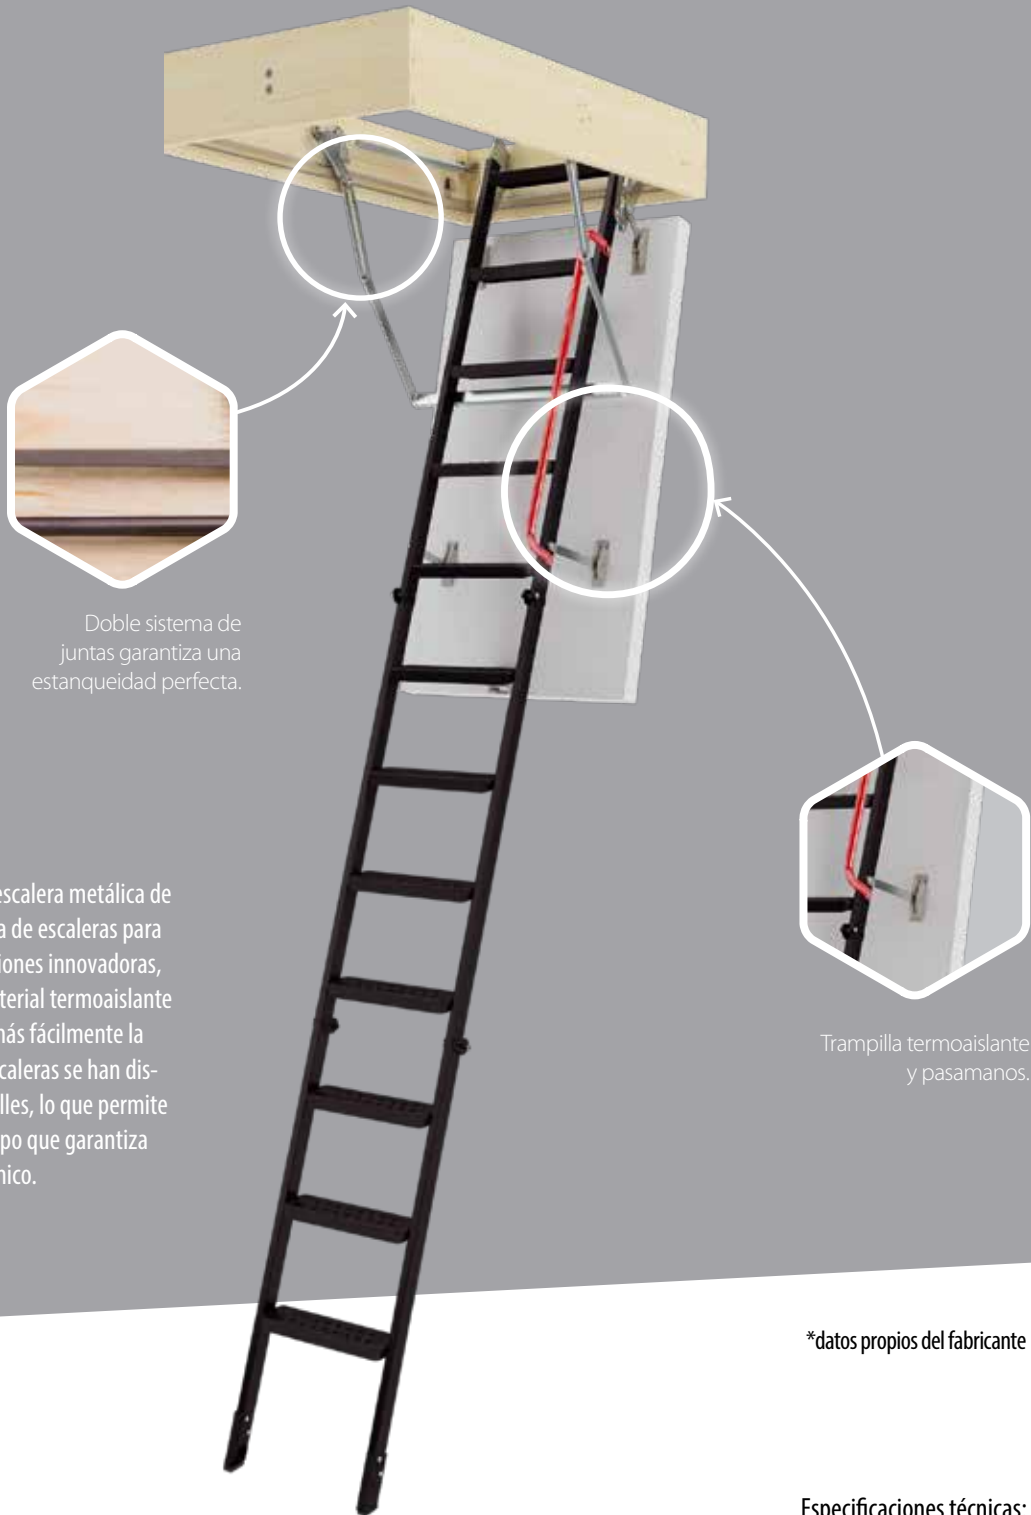 Doble sistema de
juntas garantiza una
estanqueidad perfecta.
escalera metálica de
a de escaleras para
iones innovadoras,
terial termoaislante
más fácilmente la
caleras se han dis-
lles, lo que permite
po que garantiza
nico.
Trampilla termoaislante
y pasamanos.
*datos propios del fabricante
Especificaciones técnicas: